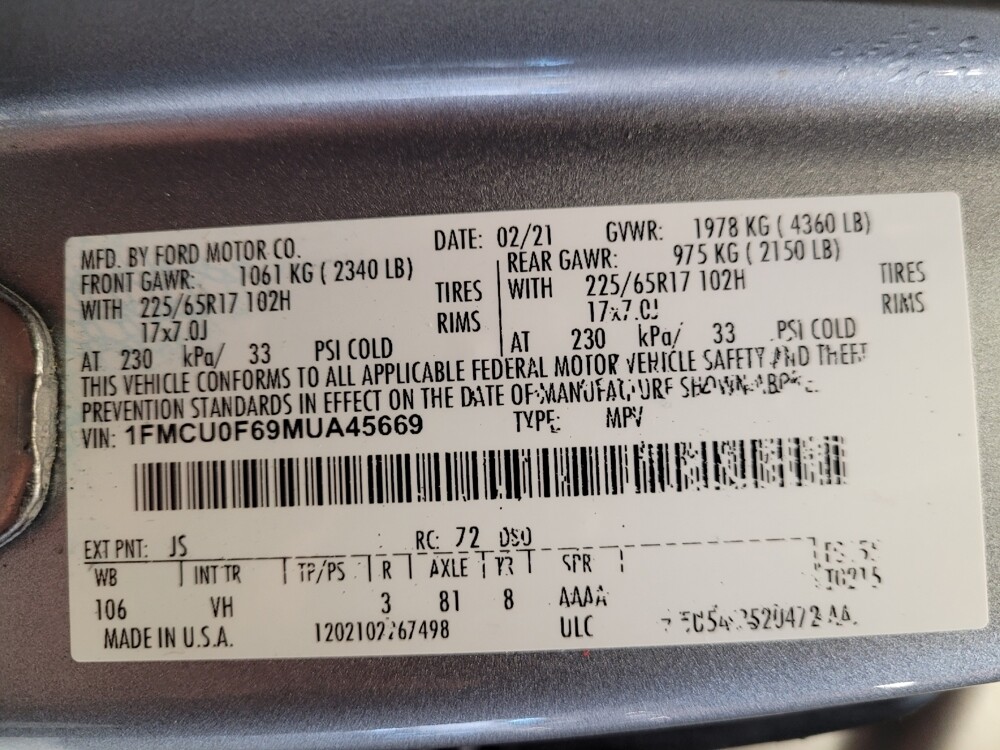 MFD. BY FORD MOTOR CO. DATE: 02/21 GVWR: 1978 KG ( 4360 LB)
FRONT GAWR: 1061 KG ( 2340 LB) REAR GAWR: 975 KG ( 2150 LB)
WITH 225/65R17 102H TIRES WITH 225/65R17 102H TIRES
17x7.0J RIMS 17x7.0J RIMS
AT 230 kPa/ 33 PSI COLD AT 230 kPa/ 33 PSI COLD
THIS VEHICLE CONFORMS TO ALL APPLICABLE FEDERAL MOTOR VEHICLE SAFETY AND THEFT
PREVENTION STANDARDS IN EFFECT ON THE DATE OF MANUFACTURE SHOWN
VIN: 1FMCU0F69MUA45669 TYPE: MPV
EXT PNT: JS RC: 72 DSO
WB INT TR TP/PS R AXLE TR SPR
106 VH 3 81 8 AAAA
MADE IN U.S.A. ULC